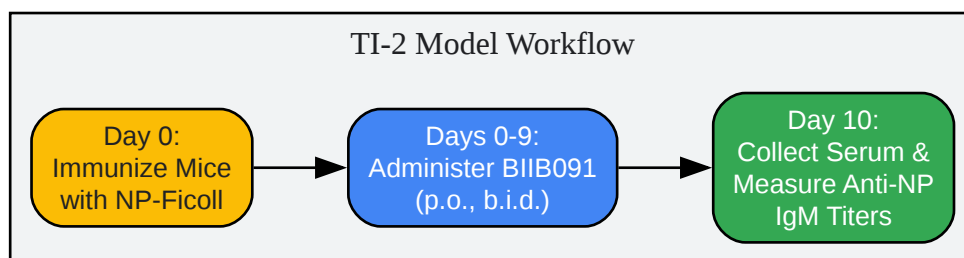 TI-2 Model Workflow
Day 0:
Immunize Mice
with NP-Ficoll
Days 0-9:
Administer BIIB091
(p.o., b.i.d.)
Day 10:
Collect Serum &
Measure Anti-NP
IgM Titers